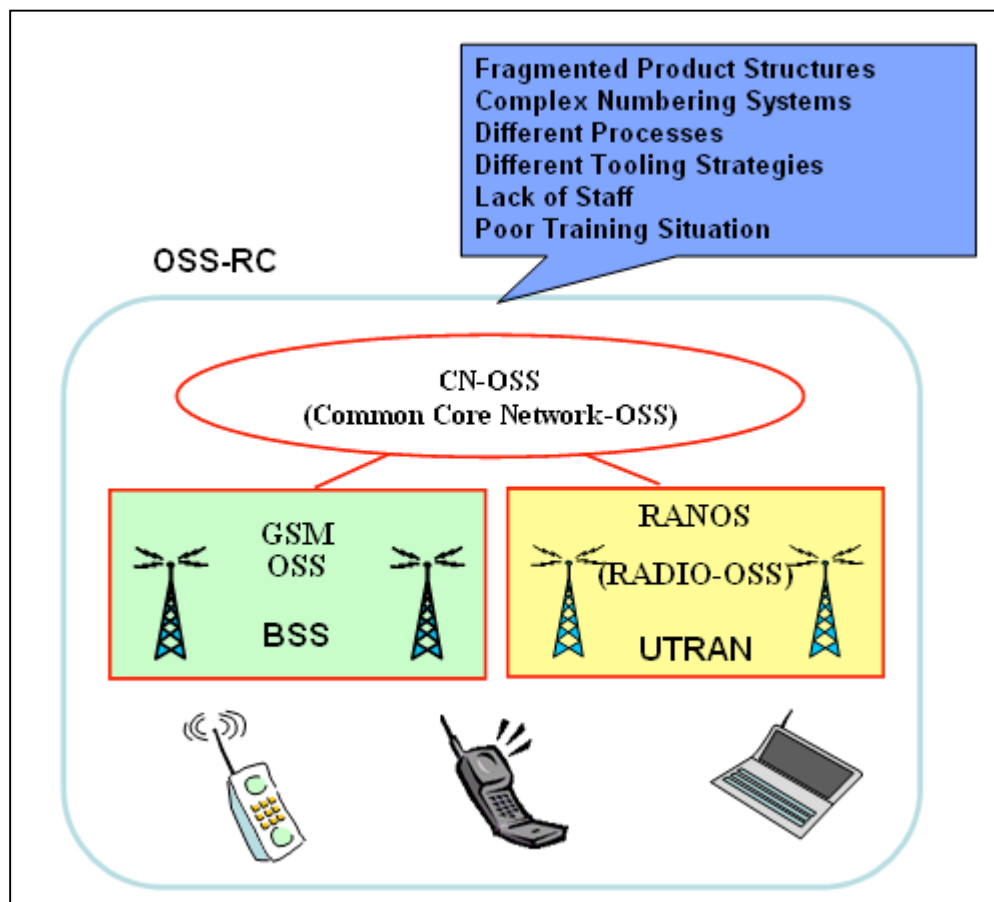 Fragmented Product Structures
Complex Numbering Systems
Different Processes
Different Tooling Strategies
Lack of Staff
Poor Training Situation
OSS-RC
CN-OSS
(Common Core Network-OSS)
GSM
OSS
BSS
RANOS
(RADIO-OSS)
UTRAN